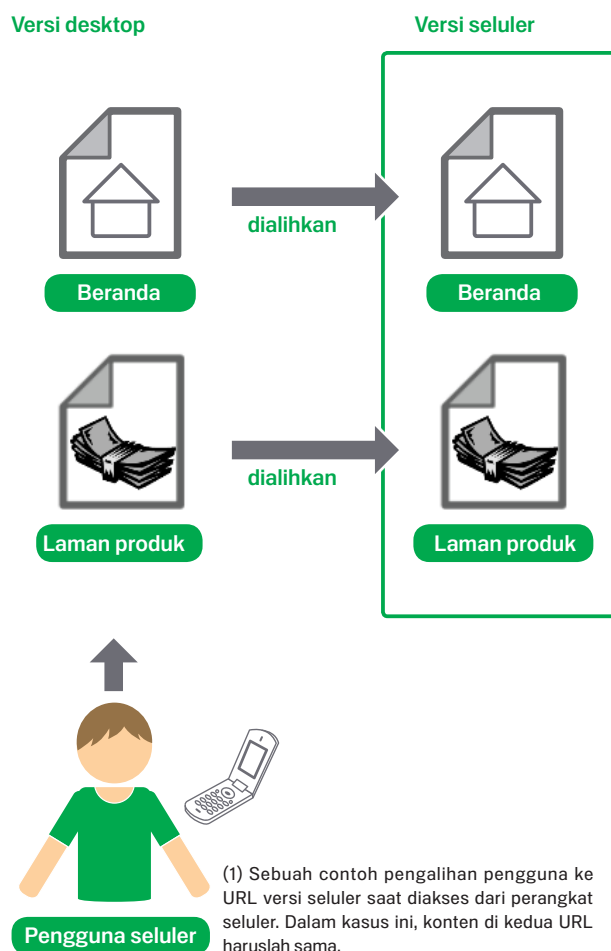 Versi desktop
Versi seluler
dialihkan
Beranda
Beranda
dialihkan
Laman produk
Laman produk
(1) Sebuah contoh pengalihan pengguna ke
URL versi seluler saat diakses dari perangkat
seluler. Dalam kasus ini, konten di kedua URL
haruslah sama.
Pengguna seluler